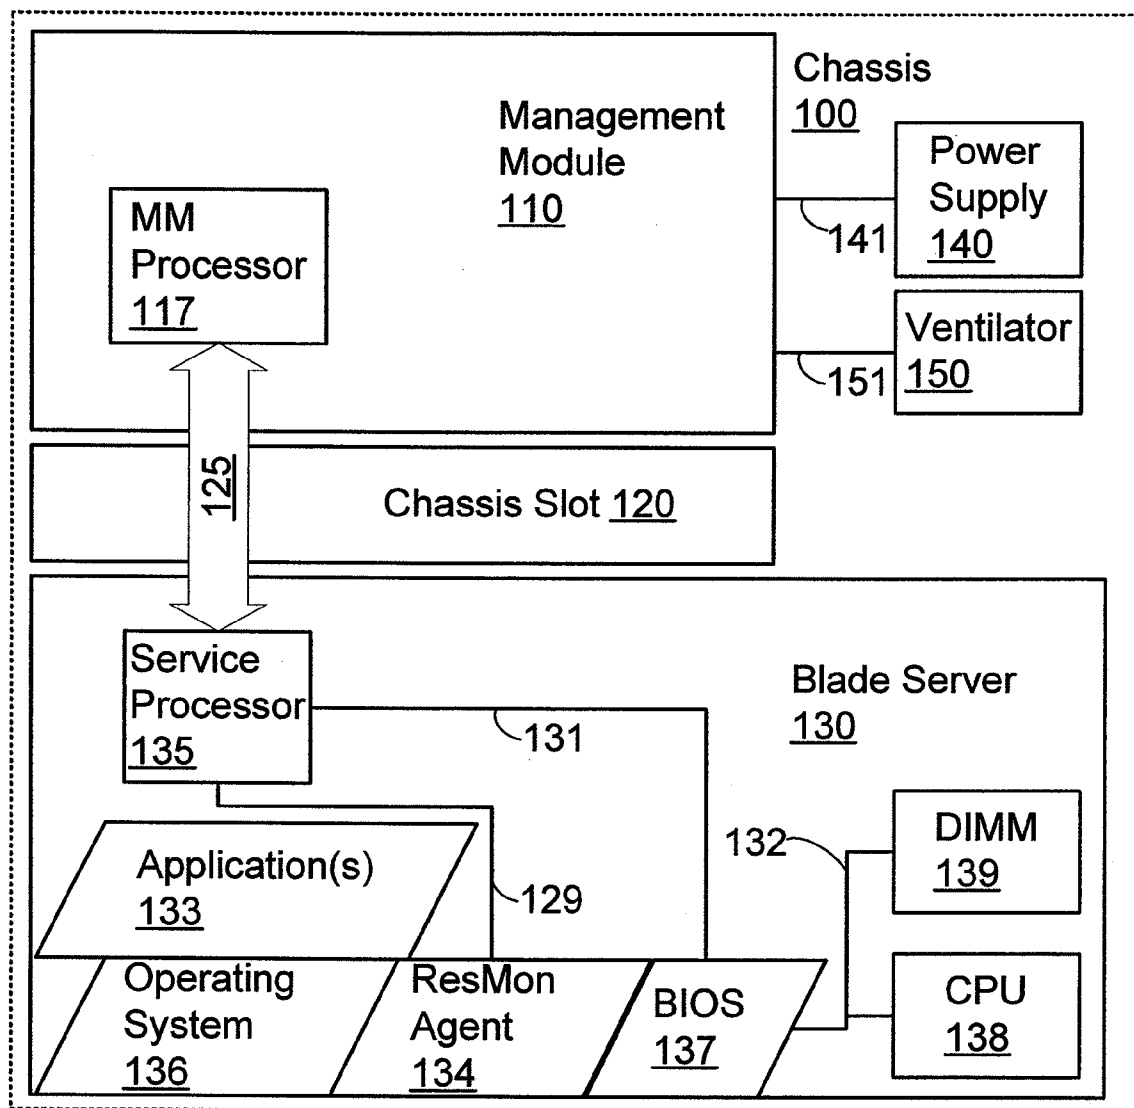 Chassis
100
Management
Module
110
Power
Supply
140
141
MM
Processor
117
Ventilator
150
151
125
Chassis Slot 120
Service
Processor
135
131
Blade Server
130
132
DIMM
139
Application(s)
133
129
Operating
System
136
ResMon
Agent
134
BIOS
137
CPU
138